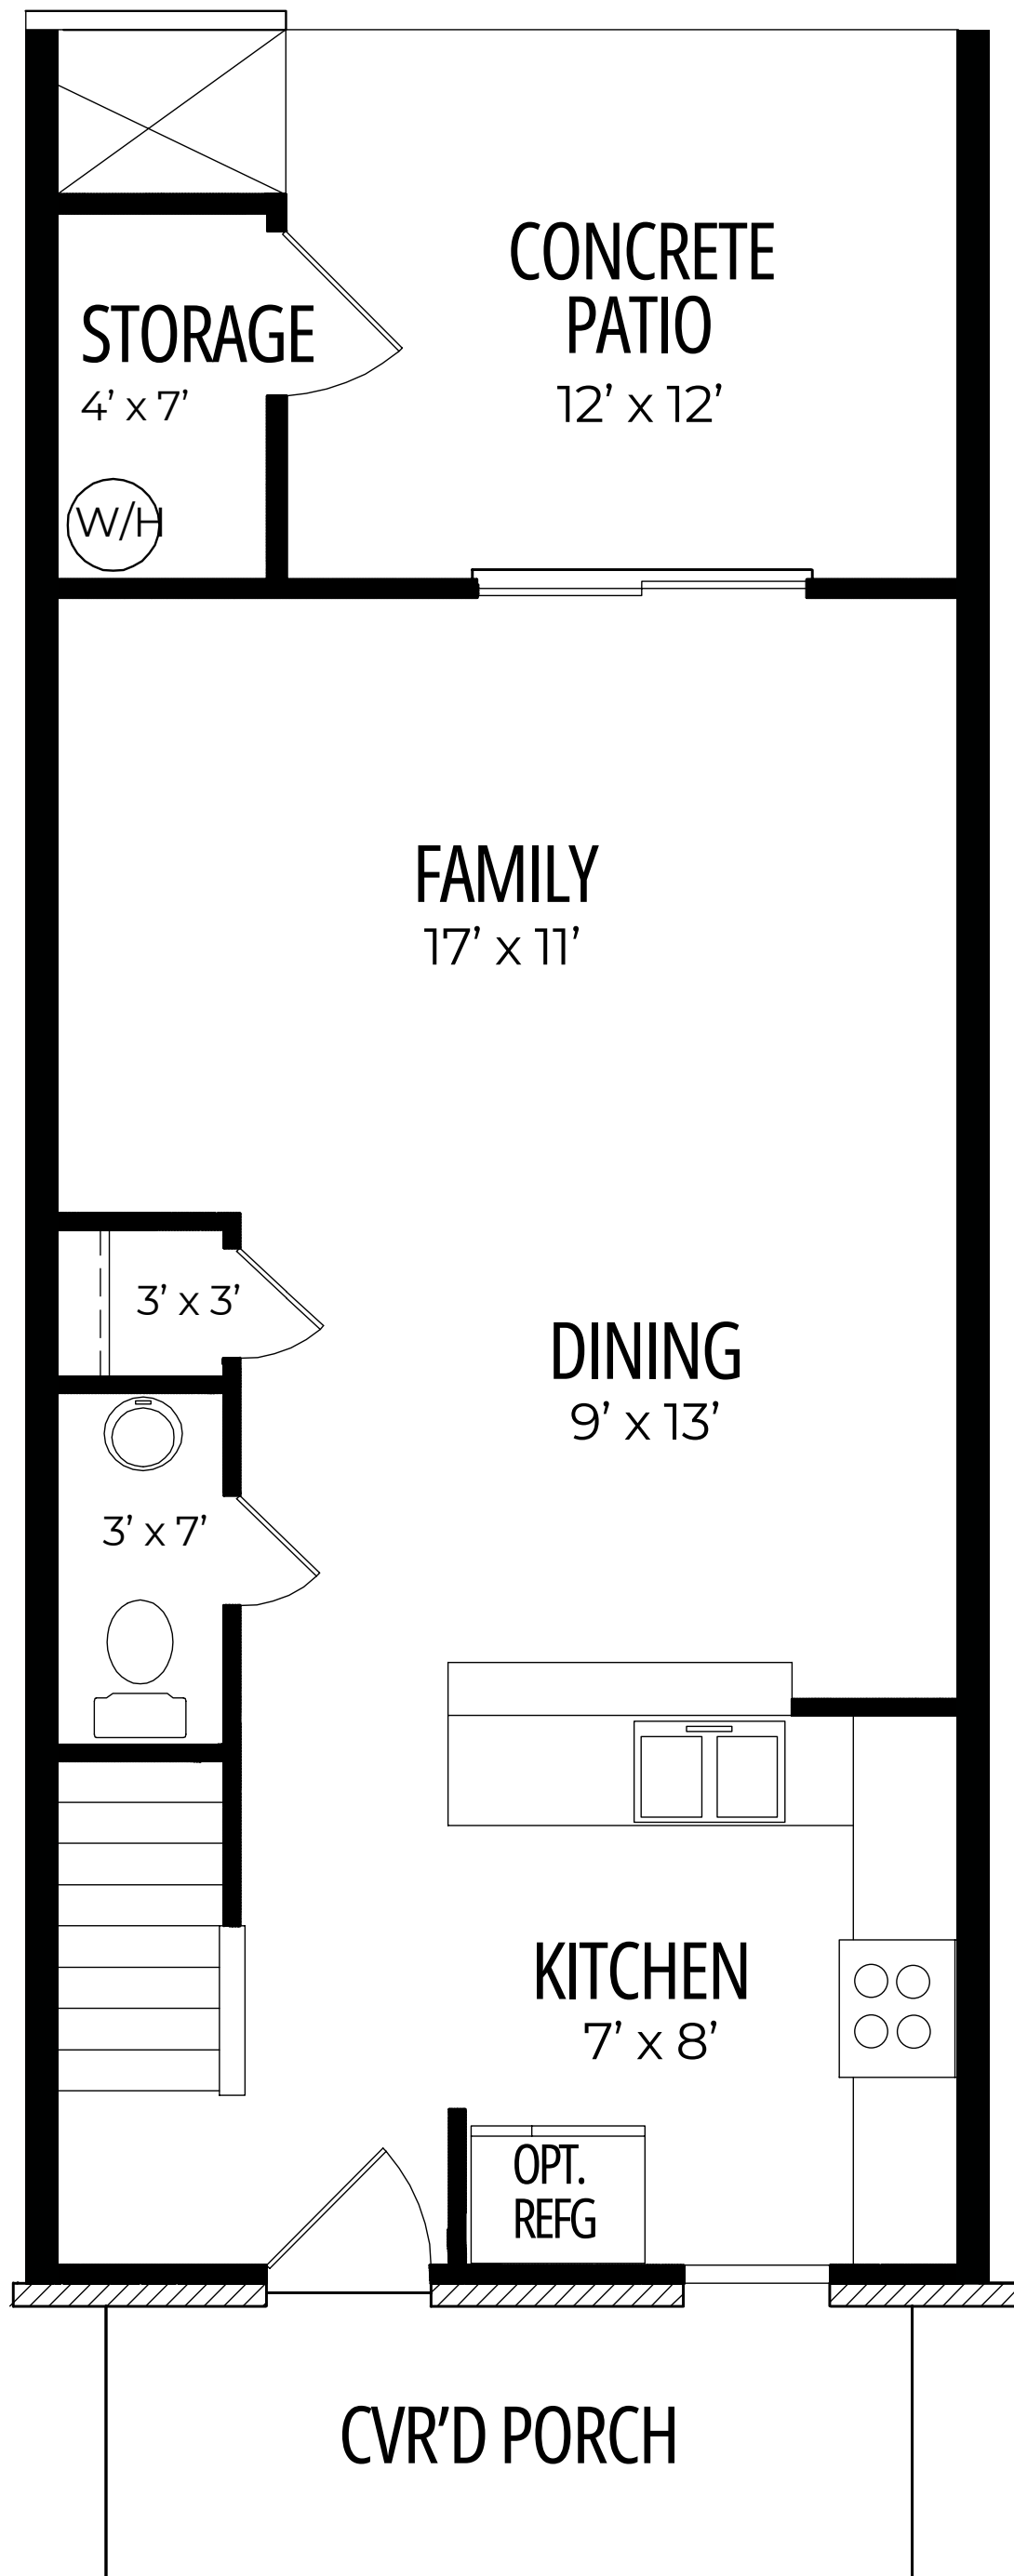 CONCRETE
PATIO
12’ x 12’
STORAGE
4’ x 7’
W/H
FAMILY
17’ x 11’
3’ x 3’
DINING
9’ x 13’
3’ x 7’
KITCHEN
7’ x 8’
OPT.
REFG
CVR’D PORCH